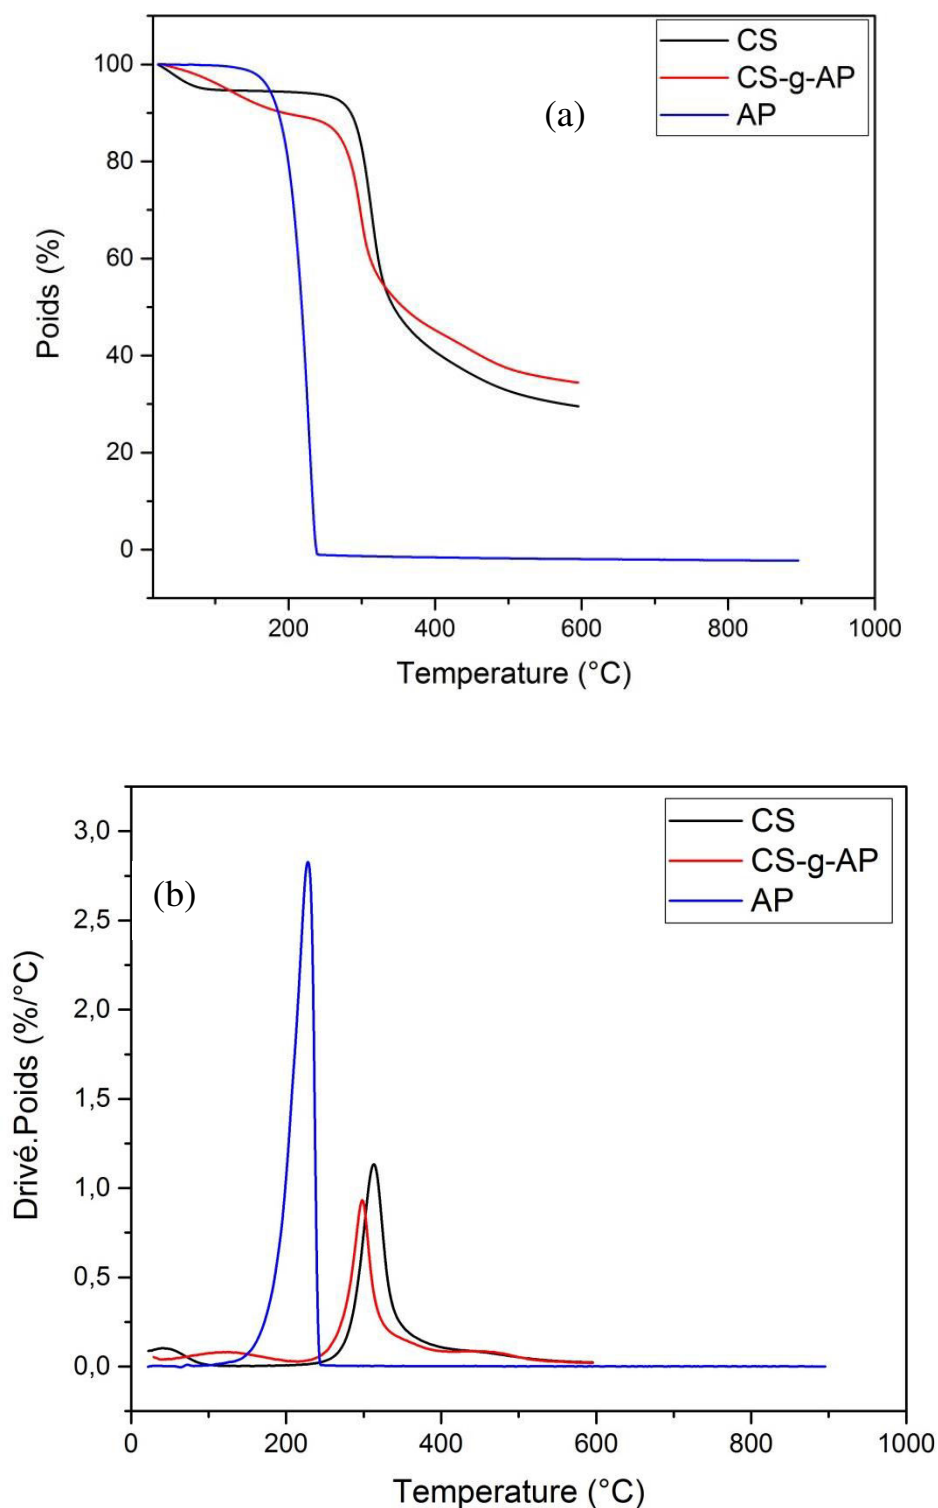 CS
CS-g-AP
AP
(a)
100
80
60
40
20
0
Poids (%)
200 400 600 800 1000
Temperature (°C)
CS
CS-g-AP
AP
(b)
3,0
2,5
2,0
1,5
1,0
0,5
0,0
Drivé.Poids (%/°C)
0 200 400 600 800 1000
Temperature (°C)